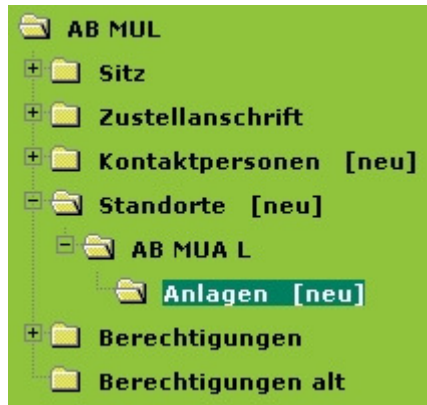 AB MUL
Sitz
Zustellanschrift
Kontaktpersonen [neu]
Standorte [neu]
AB MUA L
Anlagen [neu]
Berechtigungen
Berechtigungen alt